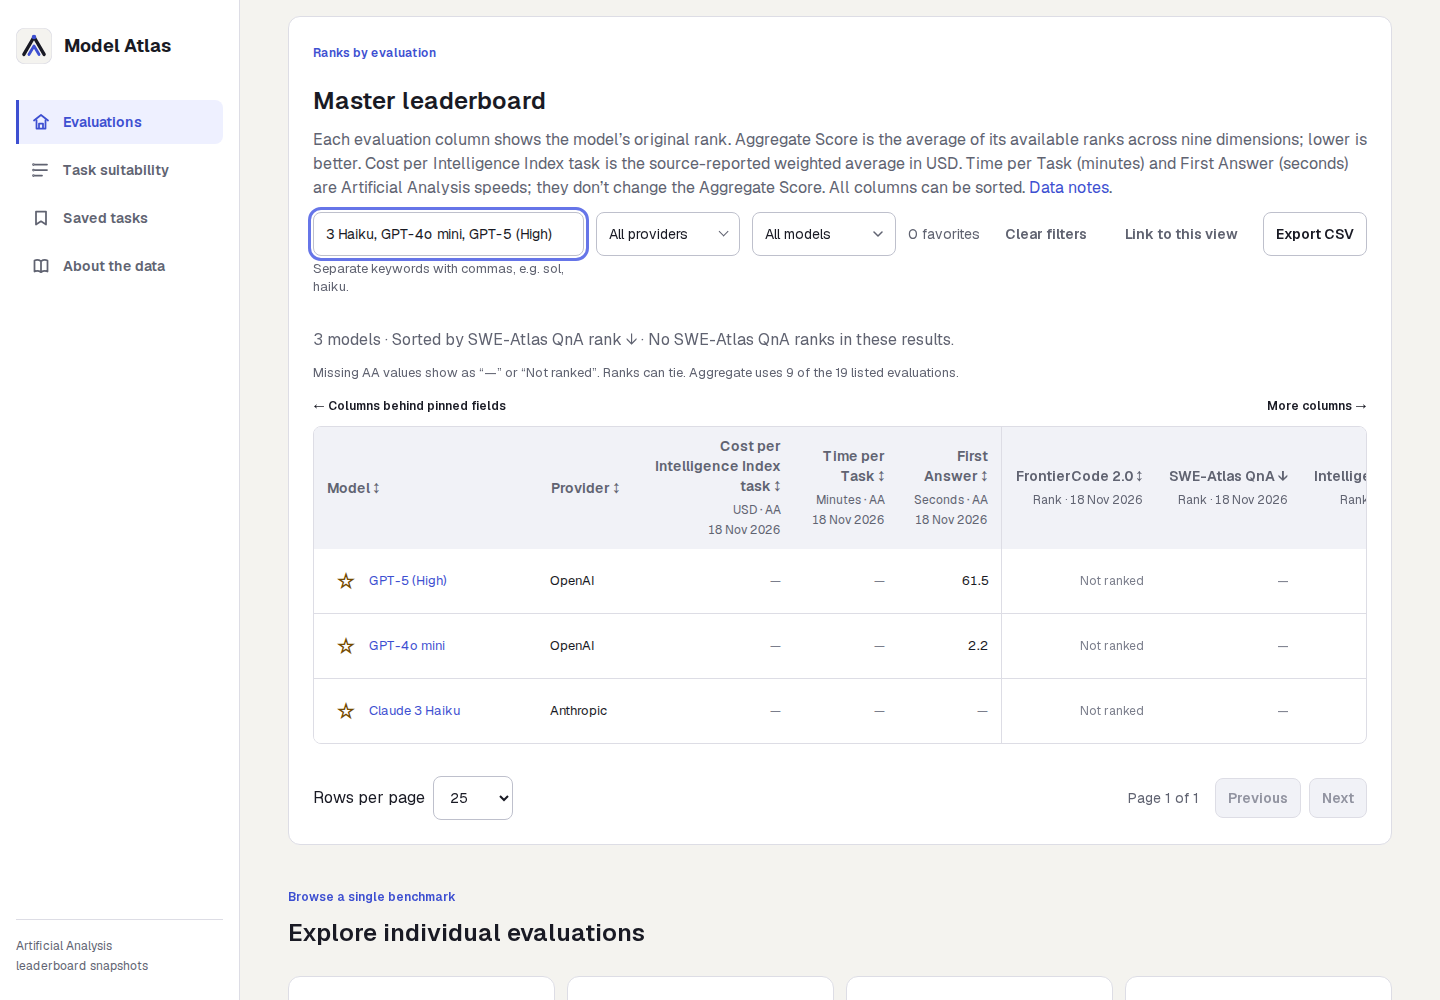 Model Atlas
Evaluations
Task suitability
Saved tasks
About the data
Artificial Analysis
leaderboard snapshots
Ranks by evaluation
Master leaderboard
Each evaluation column shows the model’s original rank. Aggregate Score is the average of its available ranks across nine dimensions; lower is
better. Cost per Intelligence Index task is the source-reported weighted average in USD. Time per Task (minutes) and First Answer (seconds)
are Artificial Analysis speeds; they don’t change the Aggregate Score. All columns can be sorted. Data notes.
3 Haiku, GPT-4o mini, GPT-5 (High) All providers All models 0 favorites Clear filters Link to this view Export CSV
Separate keywords with commas, e.g. sol,
haiku.
3 models · Sorted by SWE-Atlas QnA rank ↓ · No SWE-Atlas QnA ranks in these results.
Missing AA values show as “—” or “Not ranked”. Ranks can tie. Aggregate uses 9 of the 19 listed evaluations.
← Columns behind pinned fields More columns →
Model ↕ Provider ↕ Cost per Intelligence Index task ↕ USD · AA 18 Nov 2026 Time per Task ↕ Minutes · AA 18 Nov 2026 First Answer ↕ Seconds · AA 18 Nov 2026 FrontierCode 2.0 ↕ Rank · 18 Nov 2026 SWE-Atlas QnA ↓ Rank · 18 Nov 2026 Intellige Rank
GPT-5 (High) OpenAI — — 61.5 Not ranked —
GPT-4o mini OpenAI — — 2.2 Not ranked —
Claude 3 Haiku Anthropic — — — Not ranked —
Rows per page 25 Page 1 of 1 Previous Next
Browse a single benchmark
Explore individual evaluations